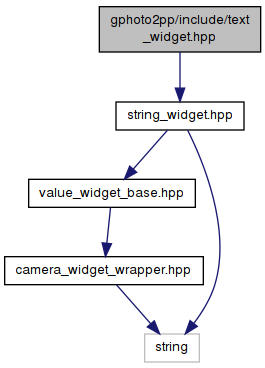 gphoto2pp/include/text
_widget.hpp
string_widget.hpp
value_widget_base.hpp
camera_widget_wrapper.hpp
string